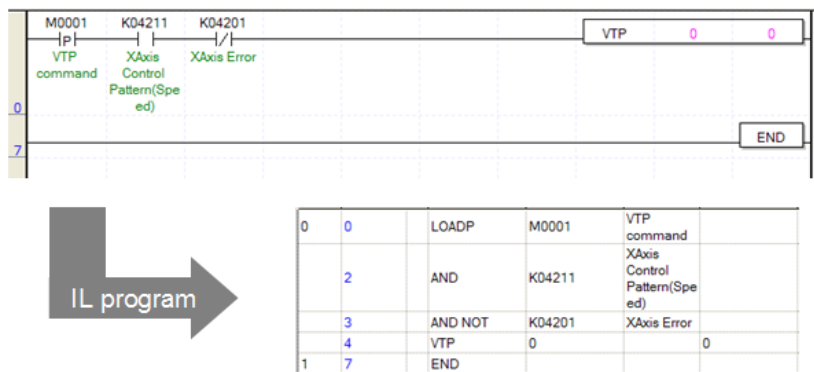 M0001 K04211 K04201
P VTP 0 0
VTP XAxis XAxis Error
command Control
Pattern(Spe
ed)
0
END
7
IL program
0 0 LOADP M0001 VTP
command
XAxis
2 AND K04211 Control
Pattern(Spe
ed)
3 AND NOT K04201 XAxis Error
4 VTP 0 0
1 7 END